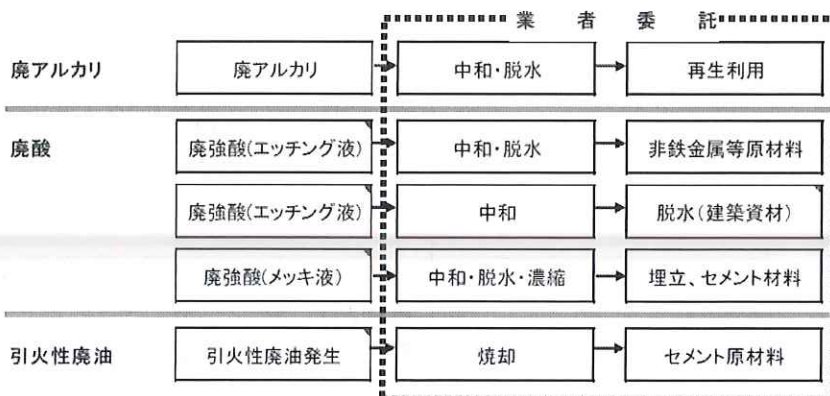 業者委託
廃アルカリ 廃アルカリ 中和・脱水 再生利用
廃酸 廃強酸(エッチング液) 中和・脱水 非鉄金属等原材料
廃強酸(エッチング液) 中和 脱水(建築資材)
廃強酸(メッキ液) 中和・脱水・濃縮 埋立、セメント材料
引火性廃油 引火性廃油発生 焼却 セメント原材料